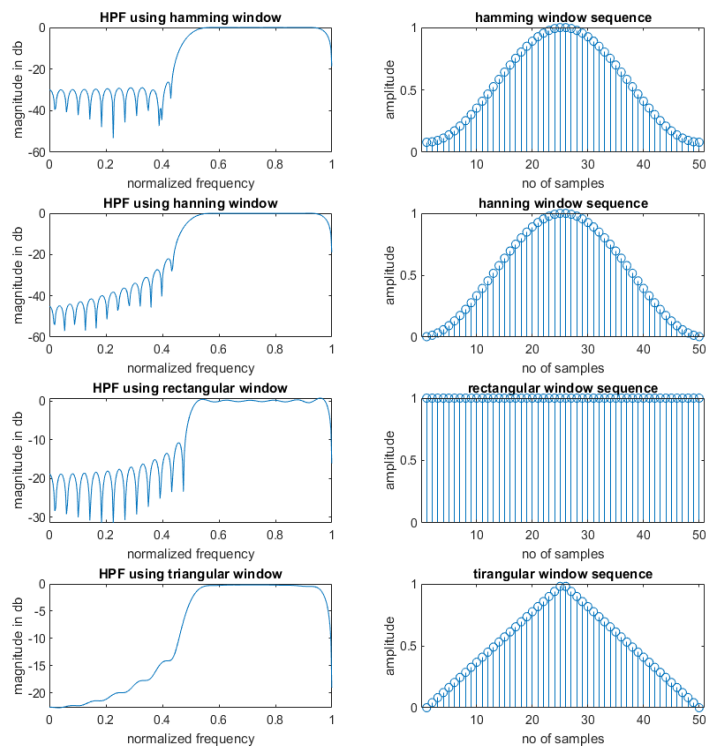 HPF using hamming window
magnitude in db
0
-20
-40
-60
0 0.2 0.4 0.6 0.8 1
normalized frequency
hamming window sequence
amplitude
1
0.5
0
10 20 30 40 50
no of samples
HPF using hanning window
magnitude in db
0
-20
-40
-60
0 0.2 0.4 0.6 0.8 1
normalized frequency
hanning window sequence
amplitude
1
0.5
0
10 20 30 40 50
no of samples
HPF using rectangular window
magnitude in db
0
-10
-20
-30
0 0.2 0.4 0.6 0.8 1
normalized frequency
rectangular window sequence
amplitude
1
0.5
0
10 20 30 40 50
no of samples
HPF using triangular window
magnitude in db
0
-5
-10
-15
-20
0 0.2 0.4 0.6 0.8 1
normalized frequency
tirangular window sequence
amplitude
1
0.5
0
10 20 30 40 50
no of samples